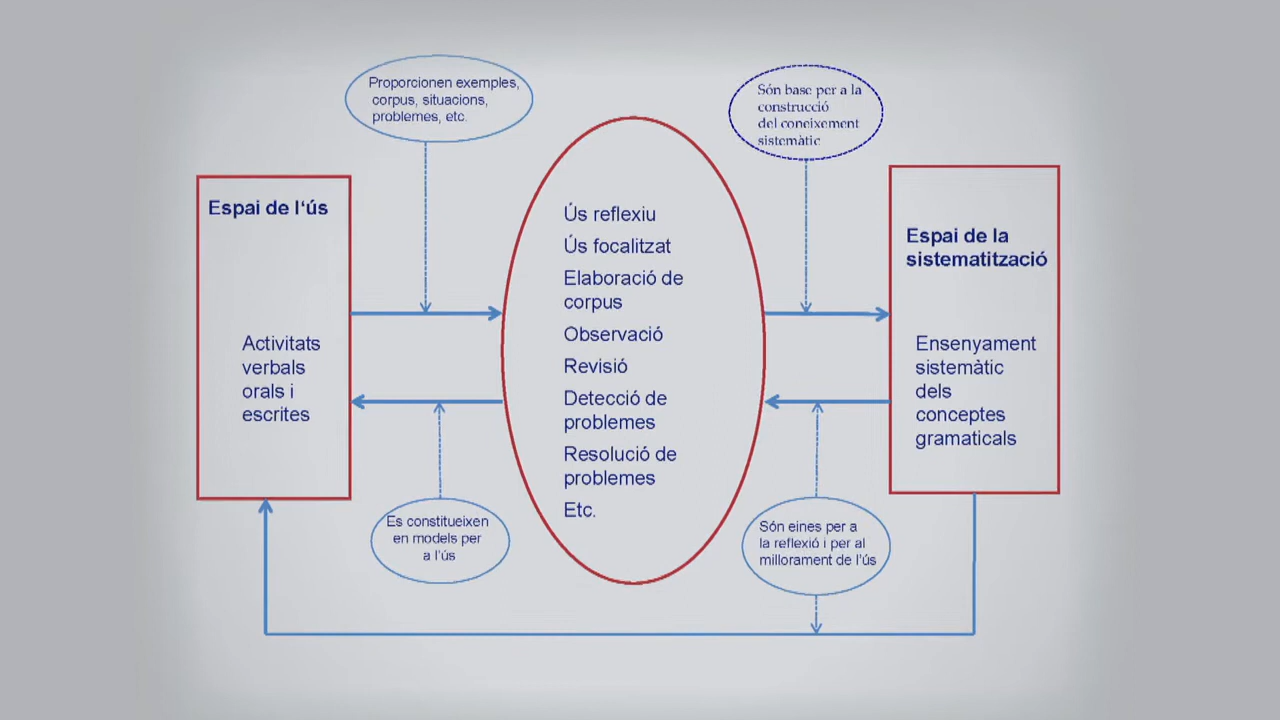 Proporcionen exemples,
corpus, situacions,
problemes, etc.
Són base per a la
construcció
del coneixement
sistemàtic
Espai de l‘ús
Activitats
verbals
orals i
escrites
Ús reflexiu
Ús focalitzat
Elaboració de
corpus
Observació
Revisió
Detecció de
problemes
Resolució de
problemes
Etc.
Espai de la
sistematització
Ensenyament
sistemàtic
dels
conceptes
gramaticals
Es constitueixen
en models per
a l’ús
Són eines per a
la reflexió i per al
millorament de l’ús